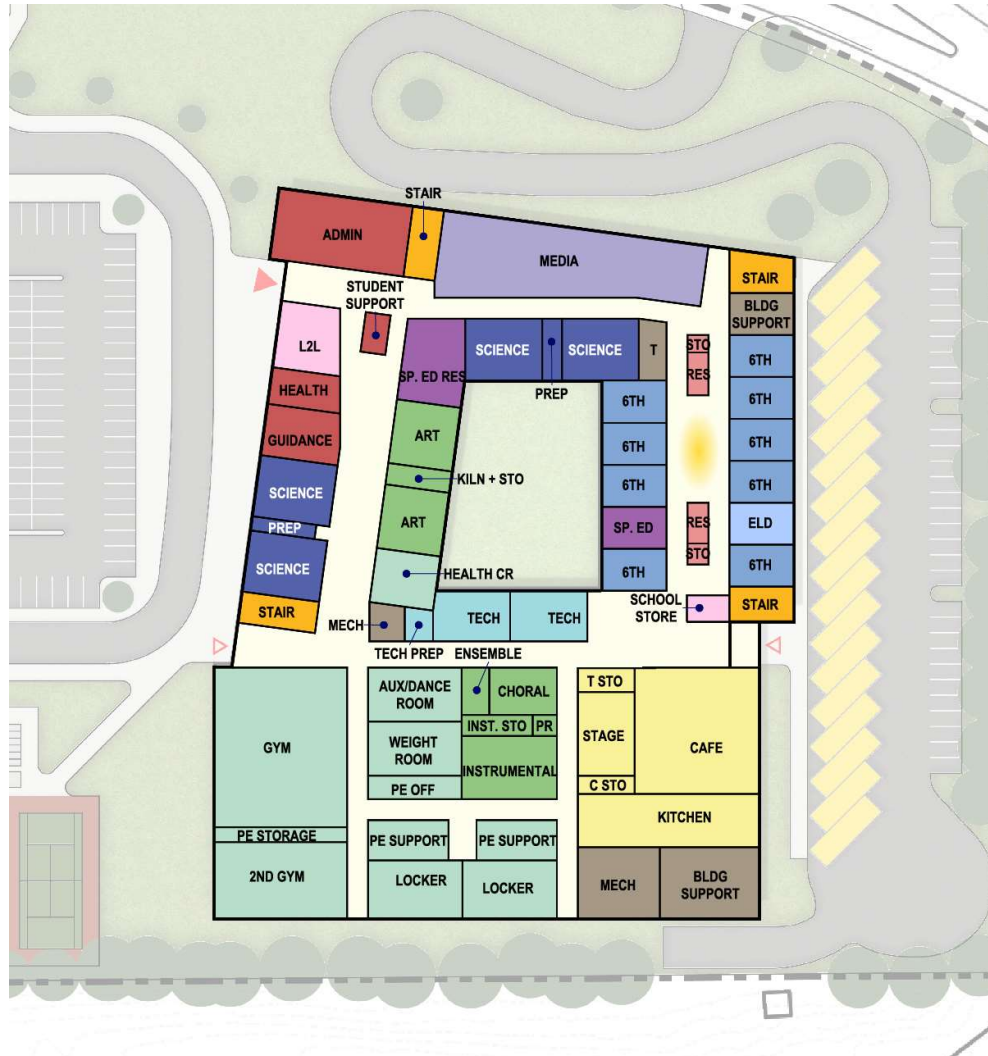 STAIR
ADMIN
MEDIA
STAIR
STUDENT
SUPPORT
BLDG
SUPPORT
L2L
SCIENCE
SCIENCE
T
STO
RES
6TH
SP. ED RES
HEALTH
PREP
6TH
6TH
ART
GUIDANCE
6TH
6TH
KILN + STO
6TH
6TH
SCIENCE
PREP
ART
SP. ED
RES
ELD
STO
SCIENCE
HEALTH CR
6TH
6TH
STAIR
MECH
TECH
TECH
SCHOOL
STORE
STAIR
TECH PREP
ENSEMBLE
AUX/DANCE
ROOM
CHORAL
T STO
INST. STO
PR
GYM
WEIGHT
ROOM
STAGE
CAFE
INSTRUMENTAL
PE OFF
C STO
KITCHEN
PE STORAGE
PE SUPPORT
PE SUPPORT
2ND GYM
LOCKER
LOCKER
MECH
BLDG
SUPPORT